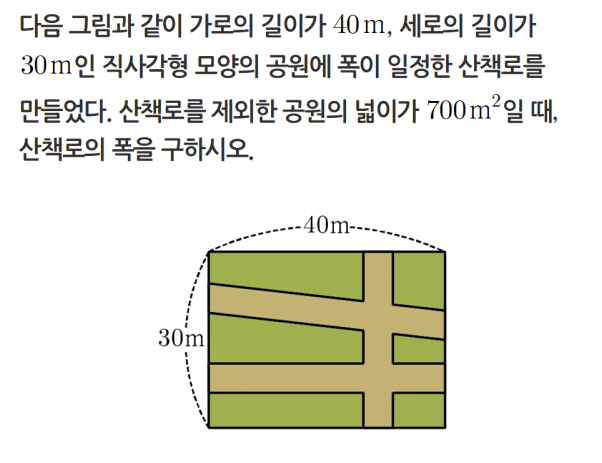 다음 그림과 같이 가로의 길이가 40 m, 세로의 길이가
30 m인 직사각형 모양의 공원에 폭이 일정한 산책로를
만들었다. 산책로를 제외한 공원의 넓이가 700 m²일 때,
산책로의 폭을 구하시오.
40m
30m